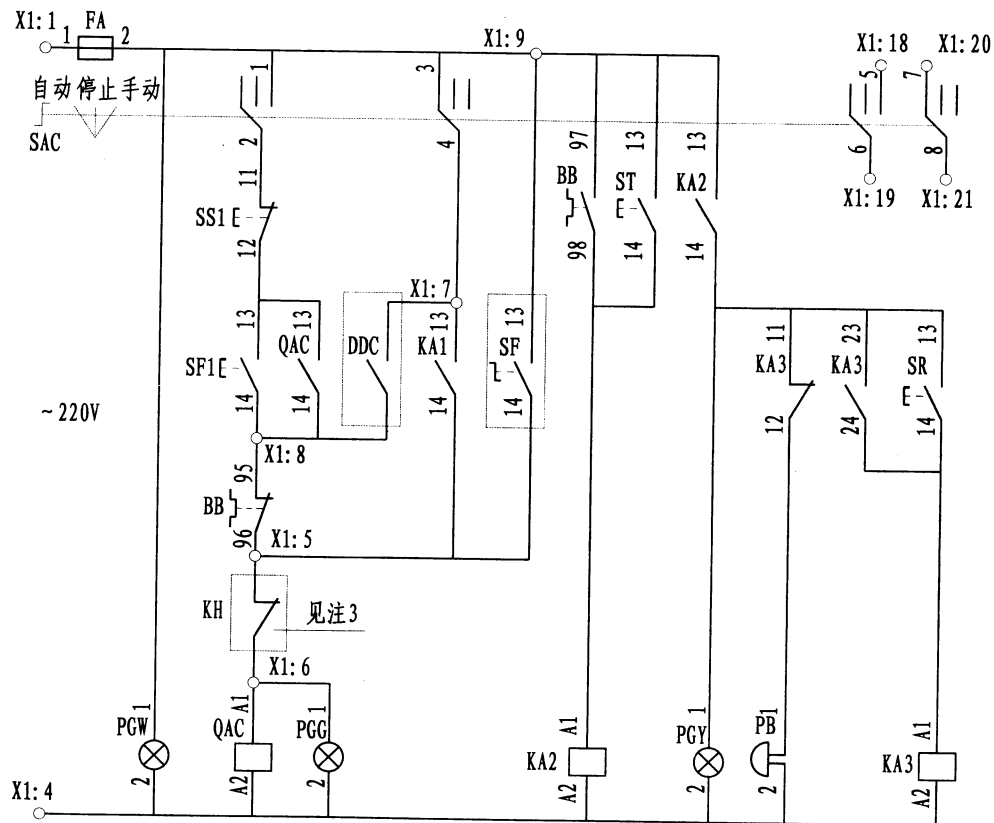 X1:1 1 FA 2 X1:9 X1:18 X1:20
1 3 5 7
自动 停止 手动
SAC
2 4 97 13 13 6 8
11 BB ST KA2 X1:19 X1:21
SS1
12 98 14 14
X1:7
13 13 13 13 11 23 13
SF1 QAC DDC KA1 SF KA3 KA3 SR
14 14 14 14 12 24 14
~220V
X1:8
95
BB
96 X1:5
KH 见注3
X1:6
A1 1 1 A1 1 1 A1
PGW QAC PGG KA2 PGY PB KA3
2 A2 2 A2 2 2 A2
X1:4